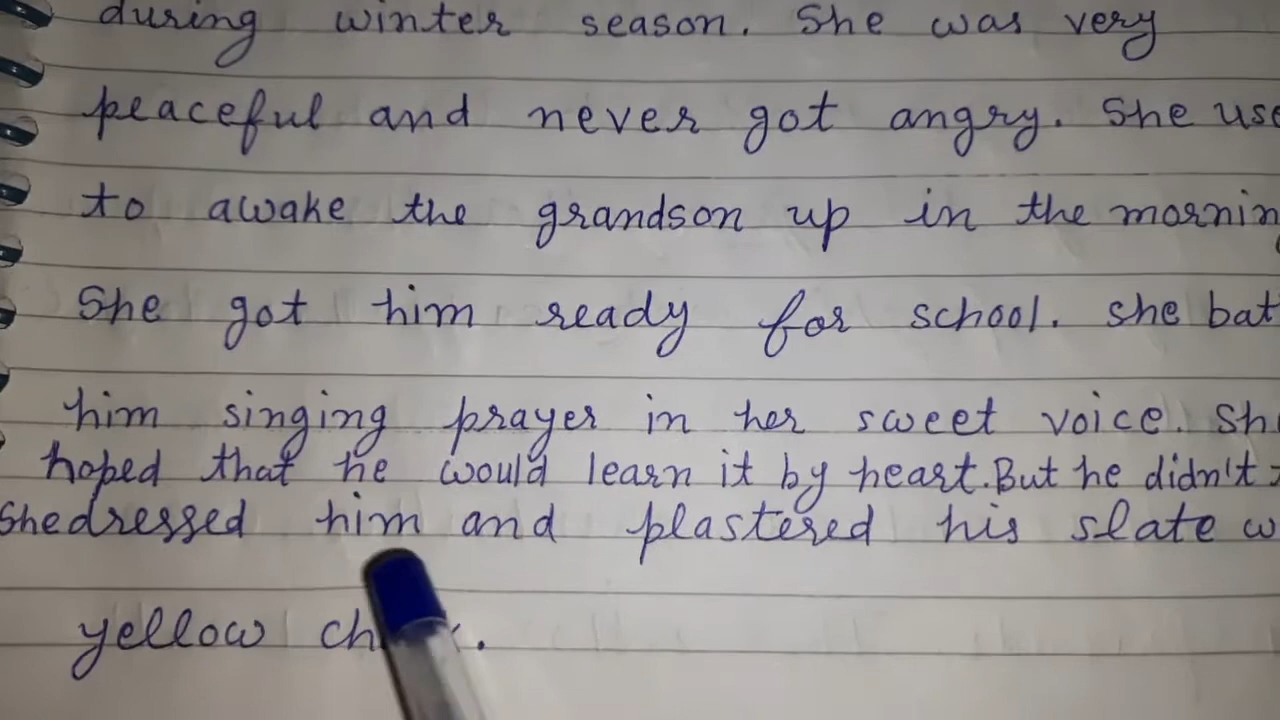 during winter season. She was very
peaceful and never got angry. She use
to awake the grandson up in the mornin
She got him ready for school. She bat
him singing prayer in her sweet voice. Sh
hoped that he would learn it by heart. But he didn't
She dressed him and plastered his slate w
yellow